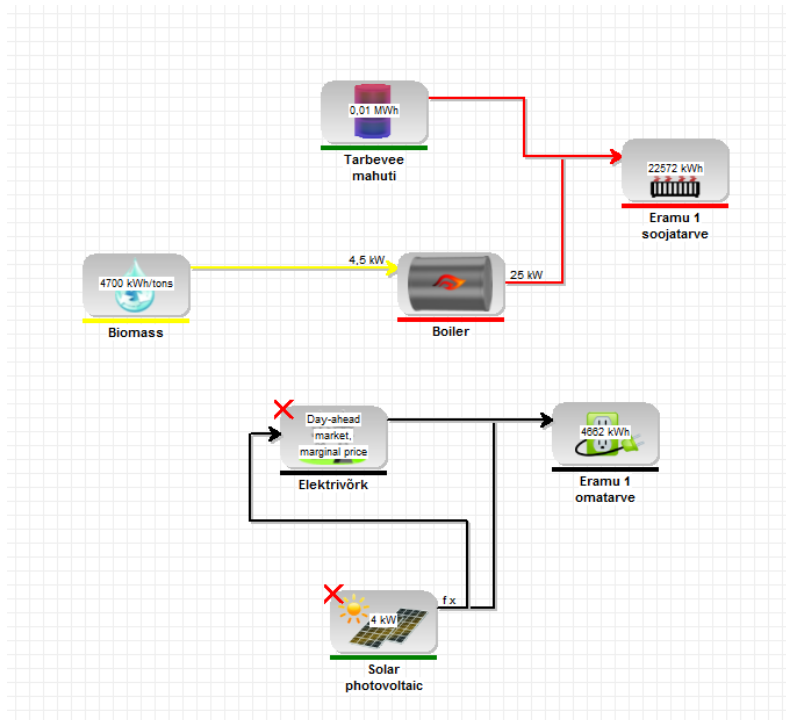 0,01 MWh
Tarbevee
mahuti
22572 kWh
Eramu 1
soojatarve
4700 kWh/tons
Biomass
4,5 kW
25 kW
Boiler
Day-ahead
market,
marginal price
Elektrivõrk
4662 kWh
Eramu 1
omatarve
f x
4 kW
Solar
photovoltaic